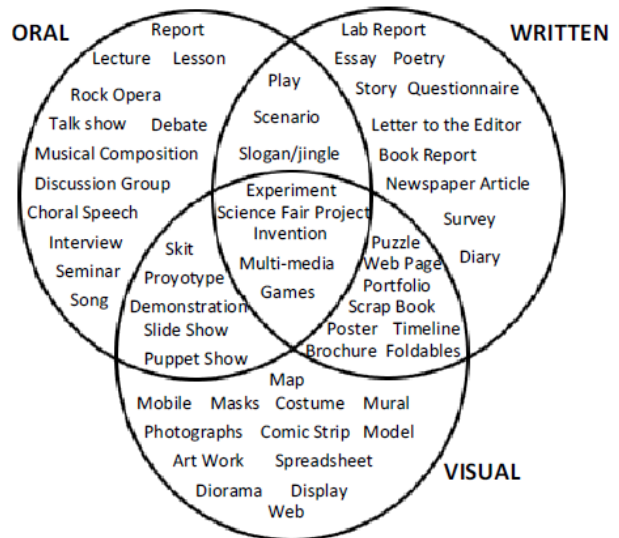 ORAL
Report
Lecture Lesson
Rock Opera
Talk show Debate
Musical Composition
Discussion Group
Choral Speech
Interview
Seminar
Song
Play
Scenario
Slogan/jingle
WRITTEN
Lab Report
Essay Poetry
Story Questionnaire
Letter to the Editor
Book Report
Newspaper Article
Survey
Diary
Experiment
Science Fair Project
Invention
Multi-media
Games
Skit
Proyotype
Demonstration
Slide Show
Puppet Show
Puzzle
Web Page
Portfolio
Scrap Book
Poster Timeline
Brochure Foldables
Map
Mobile Masks Costume Mural
Photographs Comic Strip Model
Art Work Spreadsheet
Diorama Display
Web
VISUAL